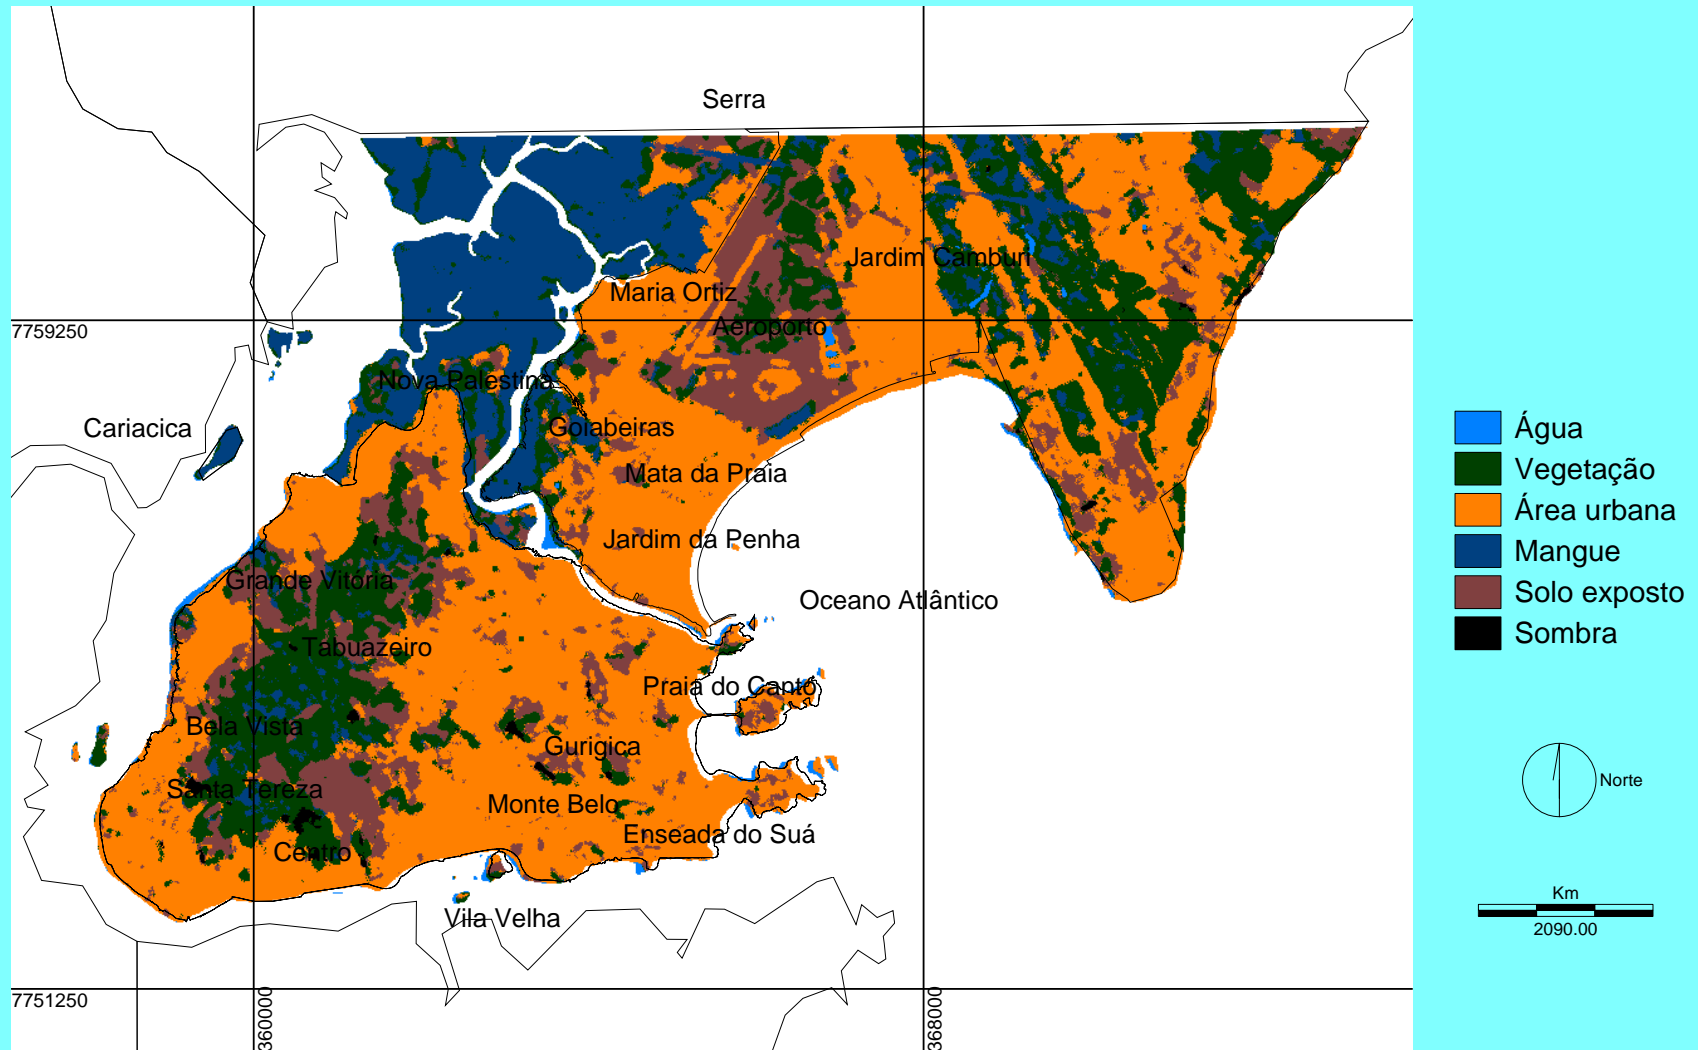 Serra
Jardim Camburi
Maria Ortiz
Aeroporto
7759250
Nova Palestina
Cariacica
Goiabeiras
Mata da Praia
Jardim da Penha
Grande Vitória
Oceano Atlântico
Tabuazeiro
Praia do Canto
Bela Vista
Gurigica
Santa Tereza
Monte Belo
Enseada do Suá
Centro
Vila Velha
7751250
360000
368000
Água
Vegetação
Área urbana
Mangue
Solo exposto
Sombra
Norte
Km
2090.00